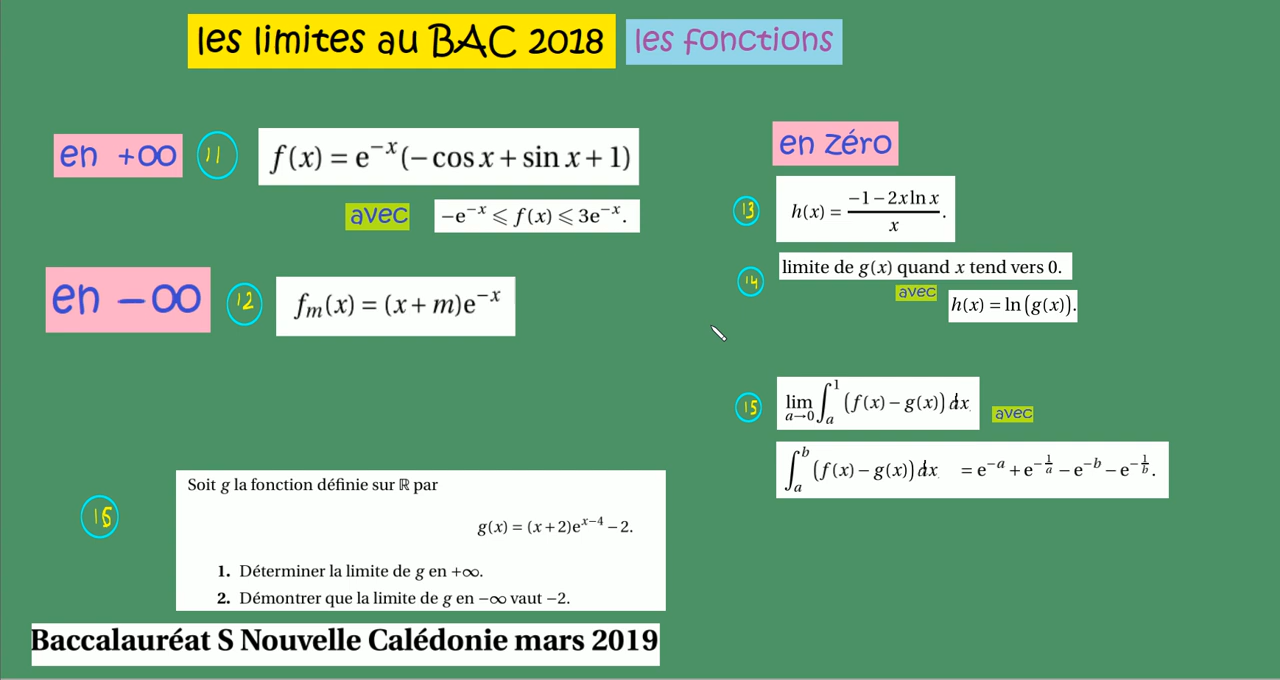 les limites au BAC 2018 les fonctions
en +∞ 11 f(x) = e^{-x}(- cos x + sin x + 1)
avec -e^{-x} ⩽ f(x) ⩽ 3e^{-x}.
en -∞ 12 f_m(x) = (x + m)e^{-x}
en zéro
13 h(x) = \frac{-1 - 2x ln x}{x}.
14 limite de g(x) quand x tend vers 0.
avec h(x) = ln(g(x)).
15 \lim_{a→0} ∫_a^1 (f(x) - g(x)) dx avec
∫_a^b (f(x) - g(x)) dx = e^{-a} + e^{-\frac{1}{a}} - e^{-b} - e^{-\frac{1}{b}}.
16 Soit g la fonction définie sur ℝ par
g(x) = (x + 2)e^{x-4} - 2.
1. Déterminer la limite de g en +∞.
2. Démontrer que la limite de g en -∞ vaut -2.
Baccalauréat S Nouvelle Calédonie mars 2019